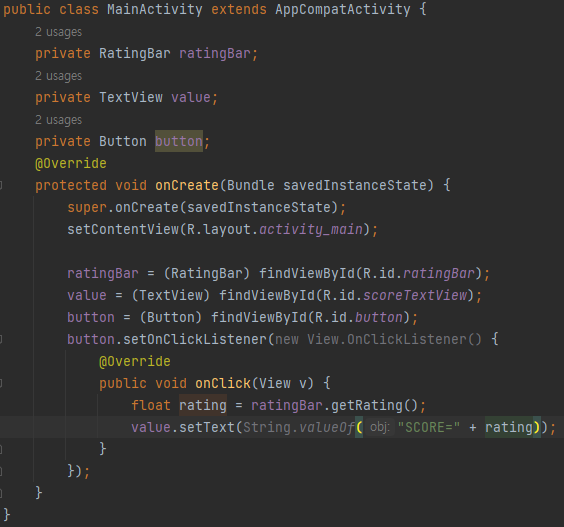 public class MainActivity extends AppCompatActivity {
2 usages
private RatingBar ratingBar;
2 usages
private TextView value;
2 usages
private Button button;
@Override
protected void onCreate(Bundle savedInstanceState) {
super.onCreate(savedInstanceState);
setContentView(R.layout.activity_main);
ratingBar = (RatingBar) findViewById(R.id.ratingBar);
value = (TextView) findViewById(R.id.scoreTextView);
button = (Button) findViewById(R.id.button);
button.setOnClickListener(new View.OnClickListener() {
@Override
public void onClick(View v) {
float rating = ratingBar.getRating();
value.setText(String.valueOf( obj: "SCORE=" + rating));
}
});
}
}